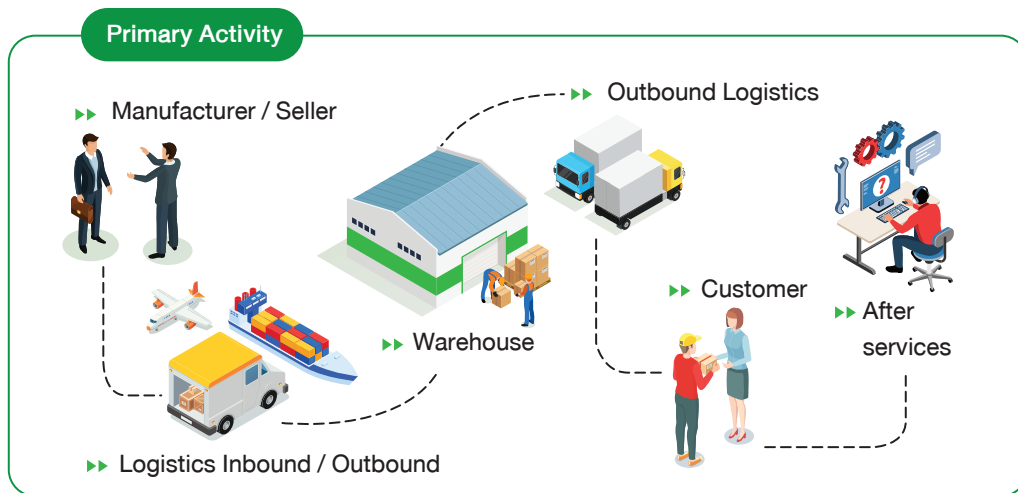 Primary Activity
Manufacturer / Seller
Outbound Logistics
?
Customer
Warehouse
After
services
Logistics Inbound / Outbound